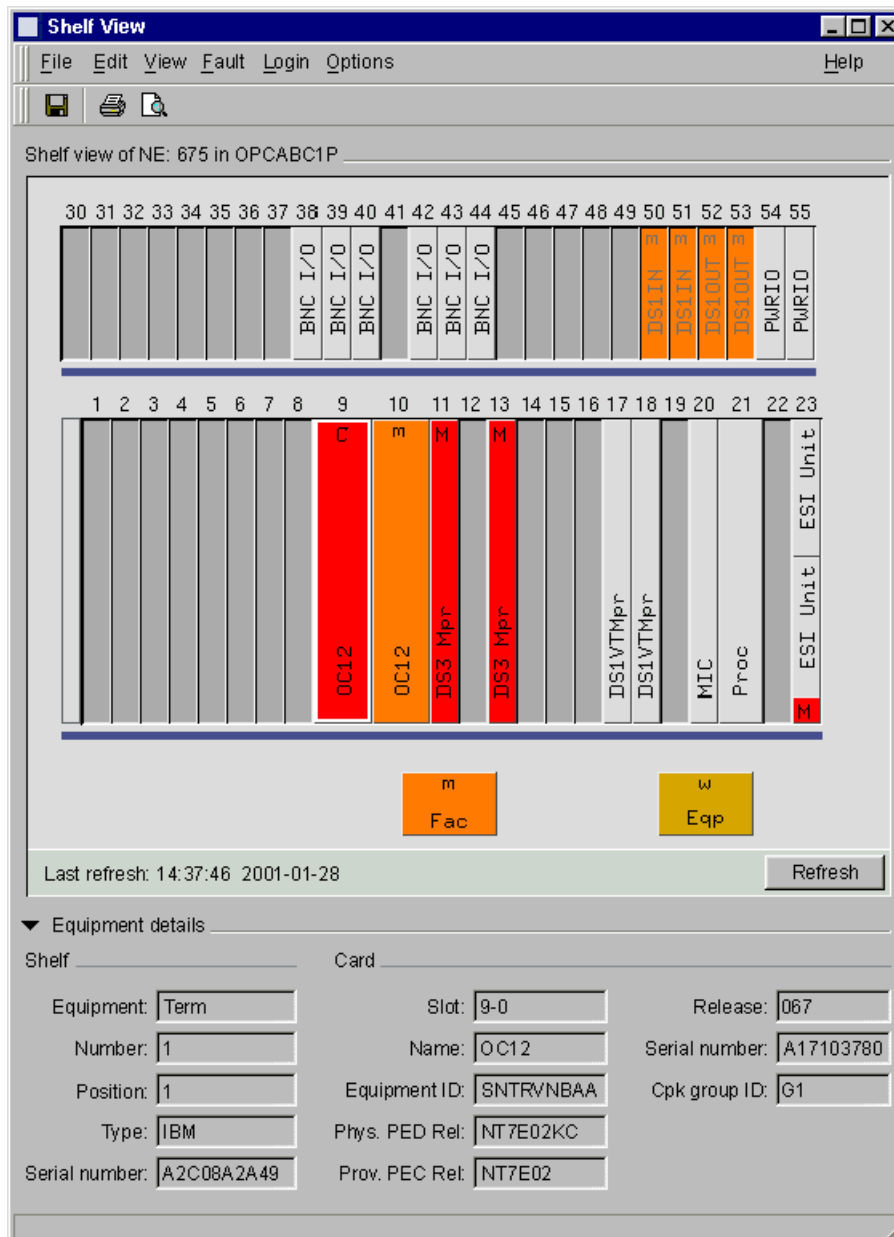 Shelf View
File Edit View Fault Login Options Help
Shelf view of NE: 675 in OPCABC1P
30 31 32 33 34 35 36 37 38 39 40 41 42 43 44 45 46 47 48 49 50 51 52 53 54 55
m m m m
BNC I/O BNC I/O BNC I/O BNC I/O BNC I/O BNC I/O DS1IN DS1IN DS1OUT DS1OUT PWRIO PWRIO
1 2 3 4 5 6 7 8 9 10 11 12 13 14 15 16 17 18 19 20 21 22 23
C m M M
OC12 OC12 DS3 Mpr DS3 Mpr DS1VTMpr DS1VTMpr MIC Proc ESI Unit ESI Unit
M
m w
Fac Eqp
Last refresh: 14:37:46 2001-01-28 Refresh
Equipment details
Shelf Card
Equipment: Term Slot: 9-0 Release: 067
Number: 1 Name: OC12 Serial number: A17103780
Position: 1 Equipment ID: SNTRVNBAA Cpk group ID: G1
Type: IBM Phys. PED Rel: NT7E02KC
Serial number: A2C08A2A49 Prov. PEC Rel: NT7E02